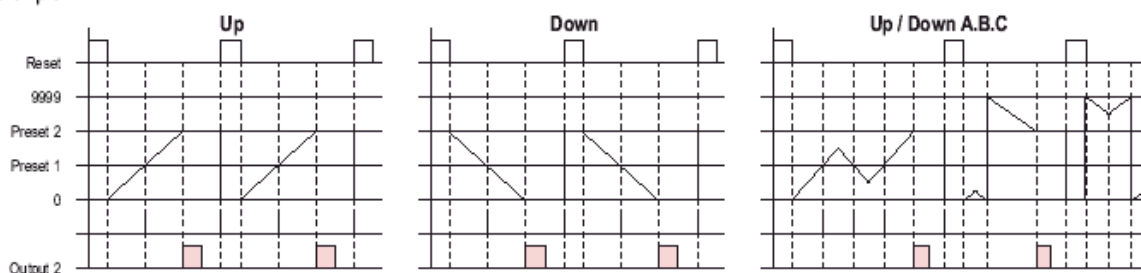 Up
Down
Up / Down A.B.C
Reset
9999
Preset 2
Preset 1
0
Output 2